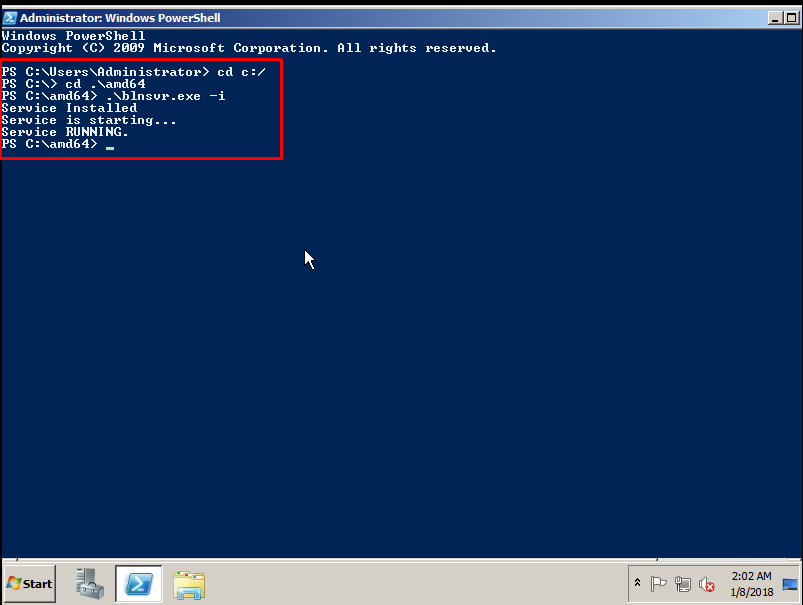 Administrator: Windows PowerShell
Windows PowerShell
Copyright (C) 2009 Microsoft Corporation. All rights reserved.
PS C:\Users\Administrator> cd c:/
PS C:\> cd .\amd64
PS C:\amd64> .\blnsvr.exe -i
Service Installed
Service is starting...
Service RUNNING.
PS C:\amd64> _
Start
2:02 AM
1/8/2018